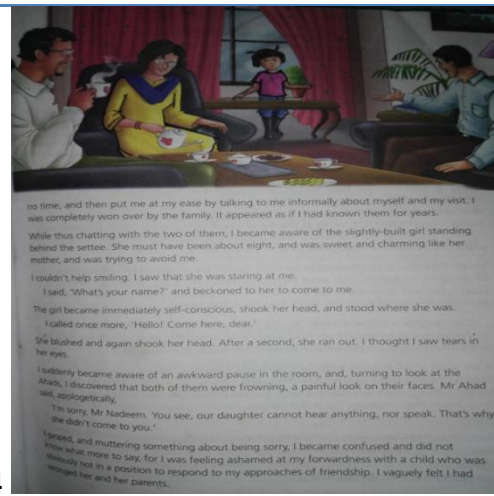 no time, and then put me at my ease by talking to me informally about myself and my visit. I
was completely won over by the family. It appeared as if I had known them for years.
While thus chatting with the two of them, I became aware of the slightly-built girl standing
behind the settee. She must have been about eight, and was sweet and charming like her
mother, and was trying to avoid me.
I couldn't help smiling. I saw that she was staring at me.
I said, 'What's your name?' and beckoned to her to come to me.
The girl became immediately self-conscious, shook her head, and stood where she was.
I called once more, 'Hello! Come here, dear.'
She blushed and again shook her head. After a second, she ran out. I thought I saw tears in
her eyes.
I suddenly became aware of an awkward pause in the room, and, turning to look at the
Ahads, I discovered that both of them were frowning, a painful look on their faces. Mr Ahad
said, apologetically,
'I'm sorry, Mr Nadeem. You see, our daughter cannot hear anything, nor speak. That's why
she didn't come to you.'
I gaped, and muttering something about being sorry, I became confused and did not
know what more to say, for I was feeling ashamed at my forwardness with a child who was
obviously not in a position to respond to my approaches of friendship. I vaguely felt I had
wronged her and her parents.